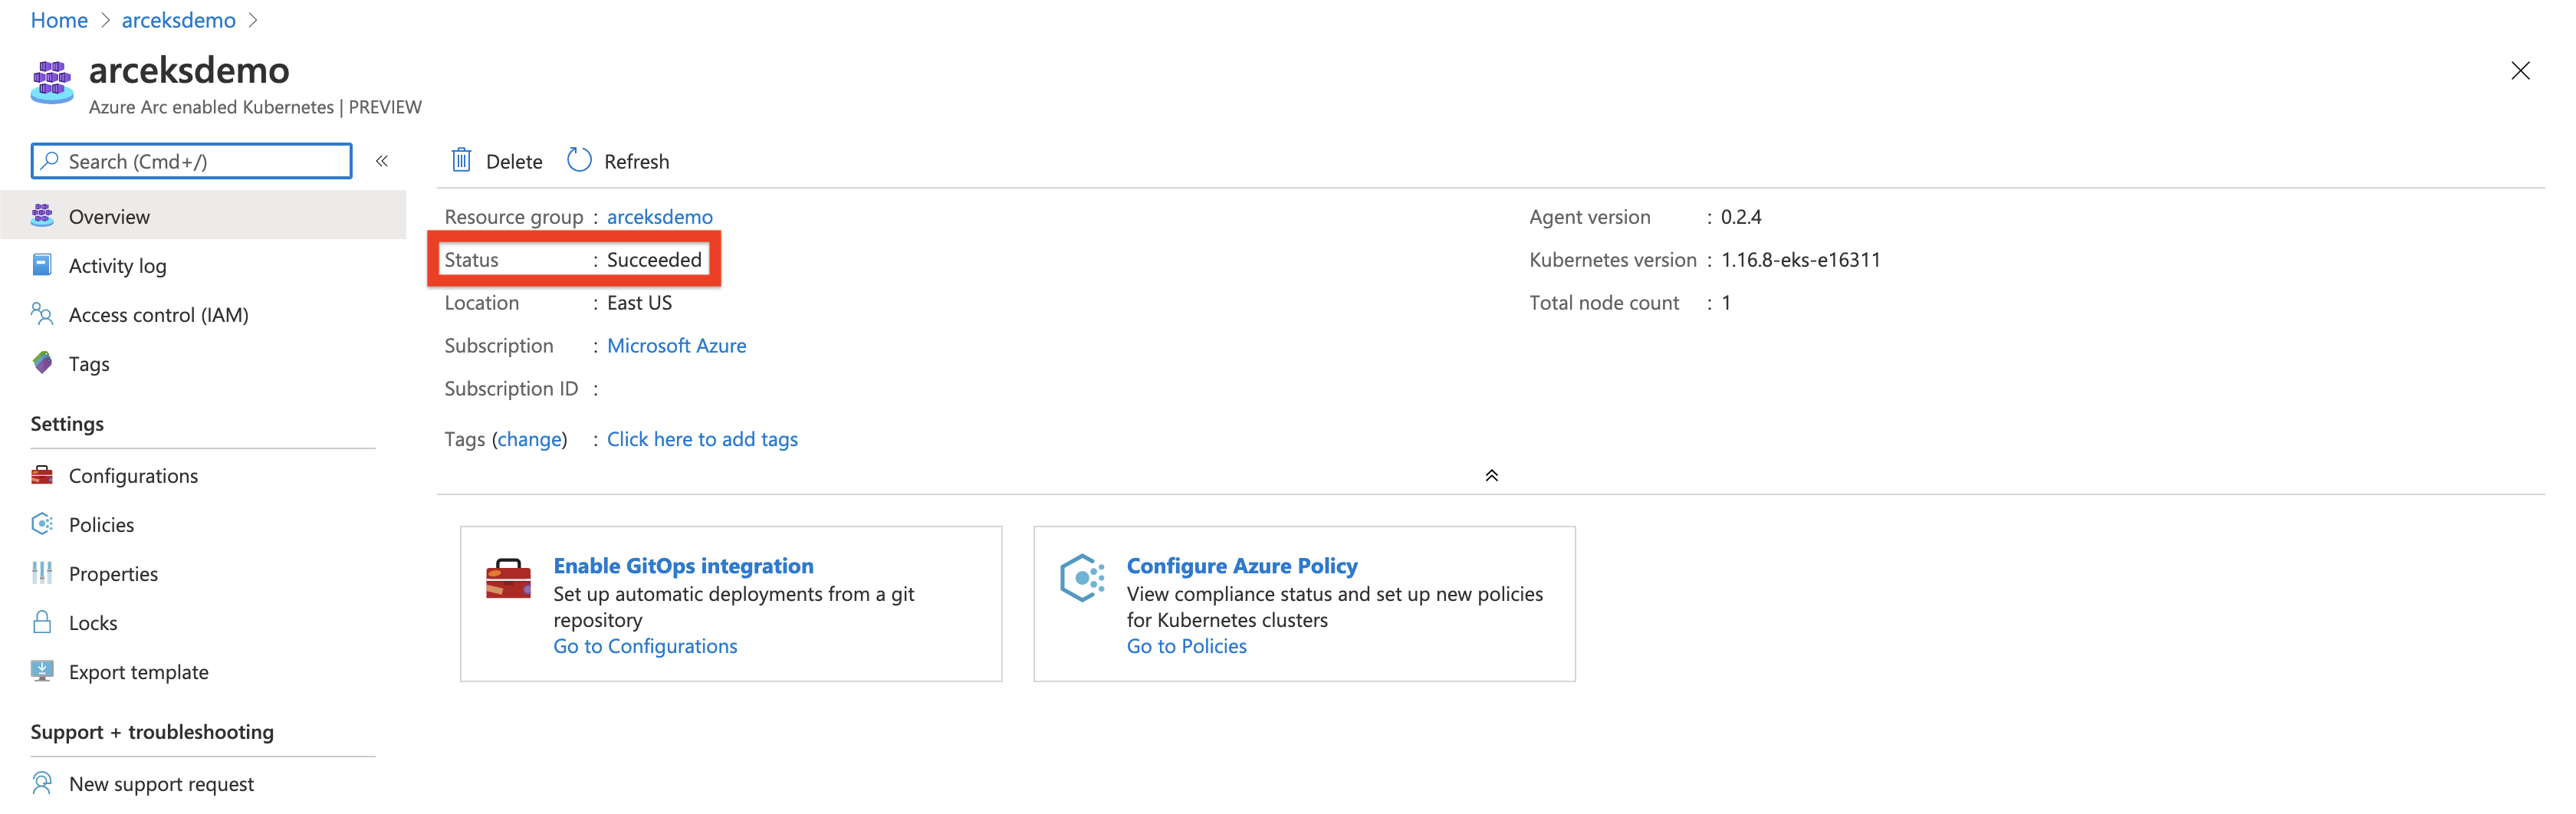 Home > arceksdemo >
arceksdemo
Azure Arc enabled Kubernetes | PREVIEW
Search (Cmd+/)
«
Overview
Activity log
Access control (IAM)
Tags
Settings
Configurations
Policies
Properties
Locks
Export template
Support + troubleshooting
New support request
Delete Refresh
Resource group : arceksdemo
Status : Succeeded
Location : East US
Subscription : Microsoft Azure
Subscription ID :
Tags (change) : Click here to add tags
Agent version : 0.2.4
Kubernetes version : 1.16.8-eks-e16311
Total node count : 1
Enable GitOps integration
Set up automatic deployments from a git
repository
Go to Configurations
Configure Azure Policy
View compliance status and set up new policies
for Kubernetes clusters
Go to Policies